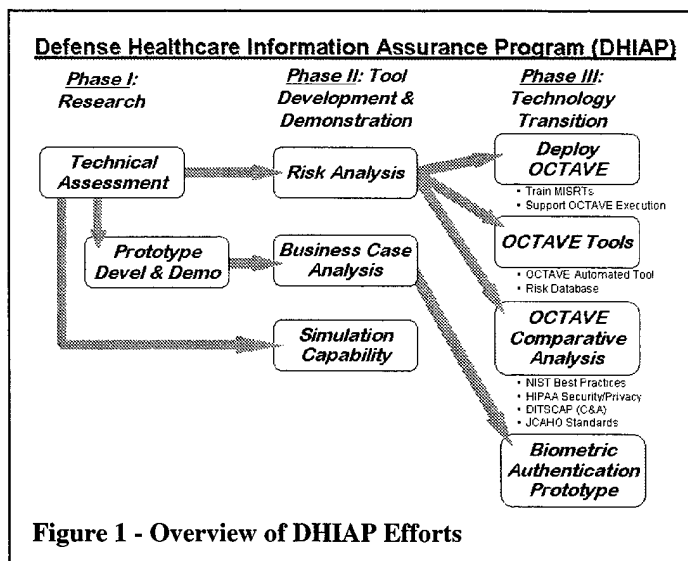 Defense Healthcare Information Assurance Program (DHIAP)
Phase I:
Research
Phase II: Tool
Development &
Demonstration
Phase III:
Technology
Transition
Technical
Assessment
Prototype
Devel & Demo
Risk Analysis
Business Case
Analysis
Simulation
Capability
Deploy
OCTAVE
• Train MISRTs
• Support OCTAVE Execution
OCTAVE Tools
• OCTAVE Automated Tool
• Risk Database
OCTAVE
Comparative
Analysis
• NIST Best Practices
• HIPAA Security/Privacy
• DITSCAP (C&A)
• JCAHO Standards
Biometric
Authentication
Prototype
Figure 1 - Overview of DHIAP Efforts